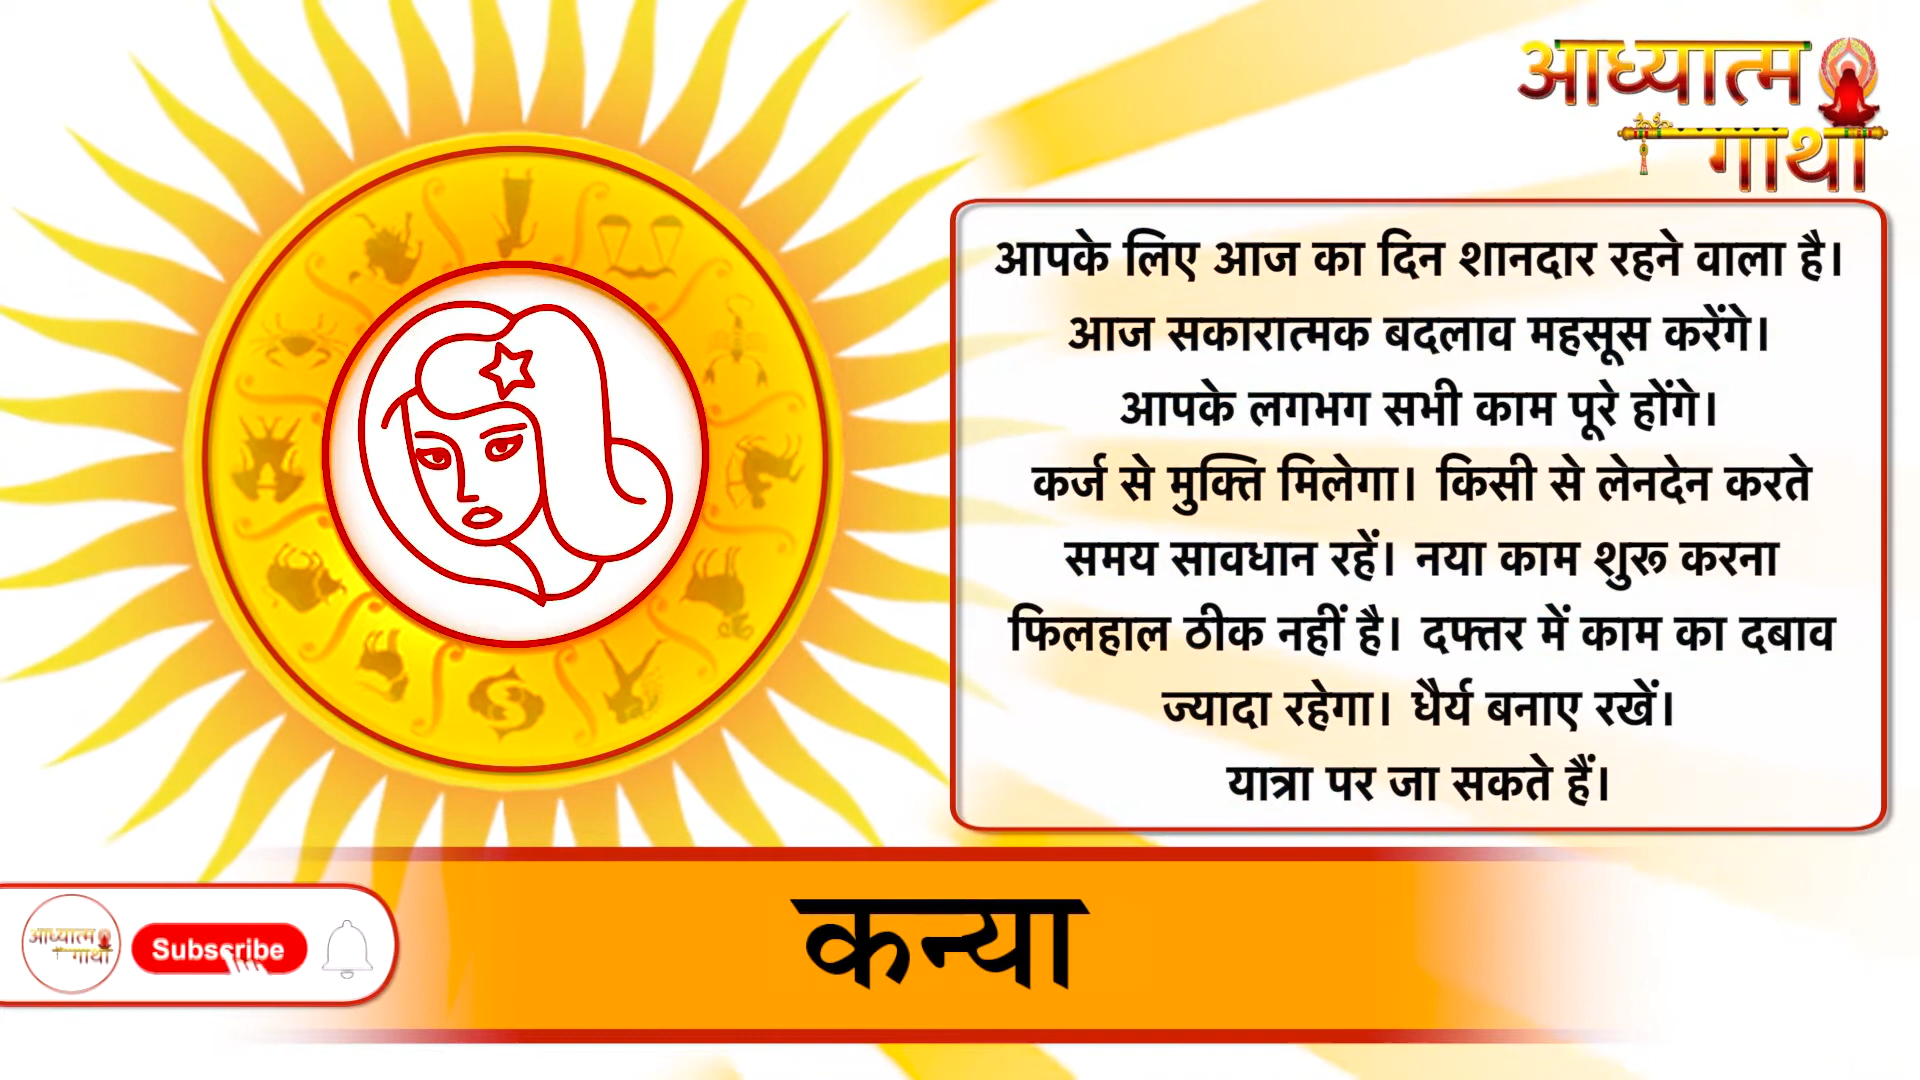 आध्यात्म
गाथा
आपके लिए आज का दिन शानदार रहने वाला है।
आज सकारात्मक बदलाव महसूस करेंगे।
आपके लगभग सभी काम पूरे होंगे।
कर्ज से मुक्ति मिलेगा। किसी से लेनदेन करते
समय सावधान रहें। नया काम शुरू करना
फिलहाल ठीक नहीं है। दफ्तर में काम का दबाव
ज्यादा रहेगा। धैर्य बनाए रखें।
यात्रा पर जा सकते हैं।
कन्या
आध्यात्म
गाथा
Subscribe